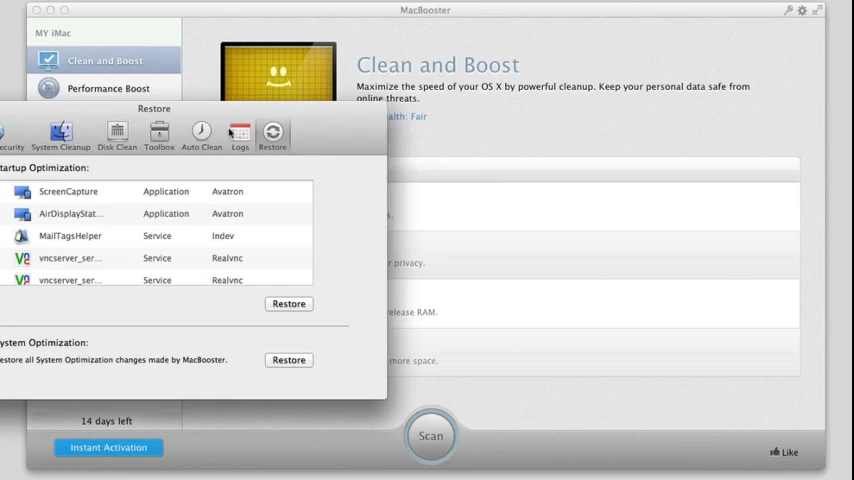 MacBooster
MY iMac
Clean and Boost
Performance Boost
Clean and Boost
Maximize the speed of your OS X by powerful cleanup. Keep your personal data safe from
online threats.
ealth: Fair
Restore
ecurity
System Cleanup
Disk Clean
Toolbox
Auto Clean
Logs
Restore
tartup Optimization:
ScreenCapture Application Avatron
AirDisplayStat... Application Avatron
MailTagsHelper Service Indev
vncserver_ser... Service Realvnc
vncserver_ser... Service Realvnc
Restore
ystem Optimization:
estore all System Optimization changes made by MacBooster.
Restore
s.
r privacy.
elease RAM.
more space.
14 days left
Instant Activation
Scan
Like